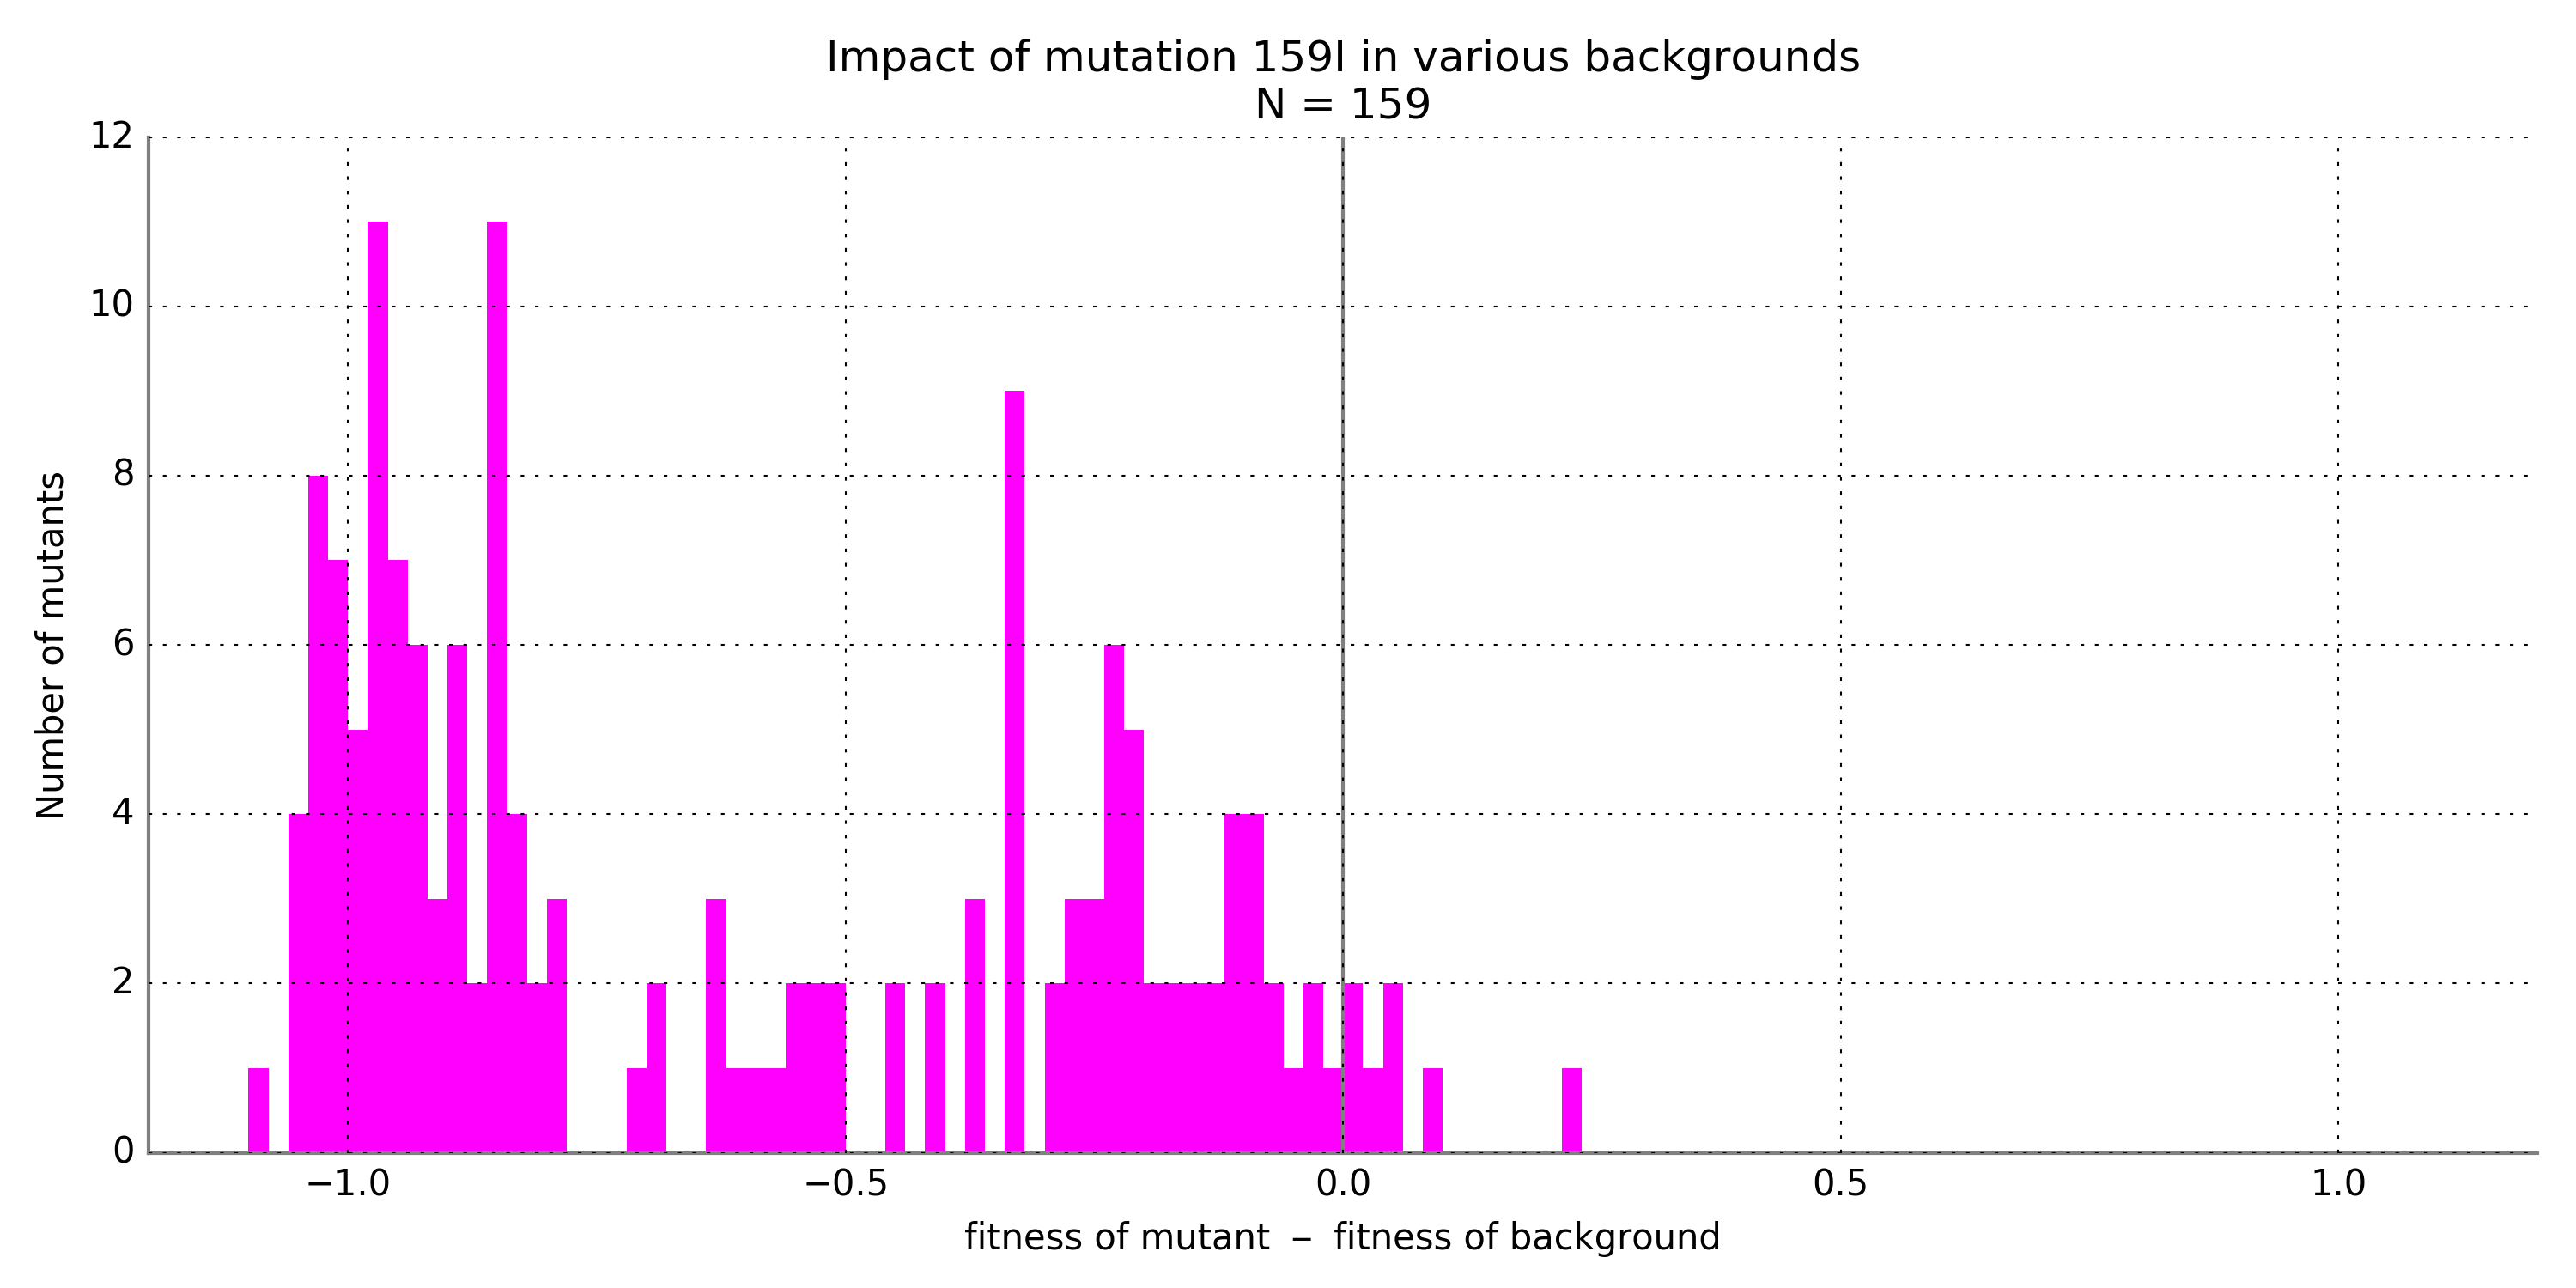 Impact of mutation 159I in various backgrounds
N = 159
12
10
8
6
4
2
0
Number of mutants
−1.0 −0.5 0.0 0.5 1.0
fitness of mutant – fitness of background